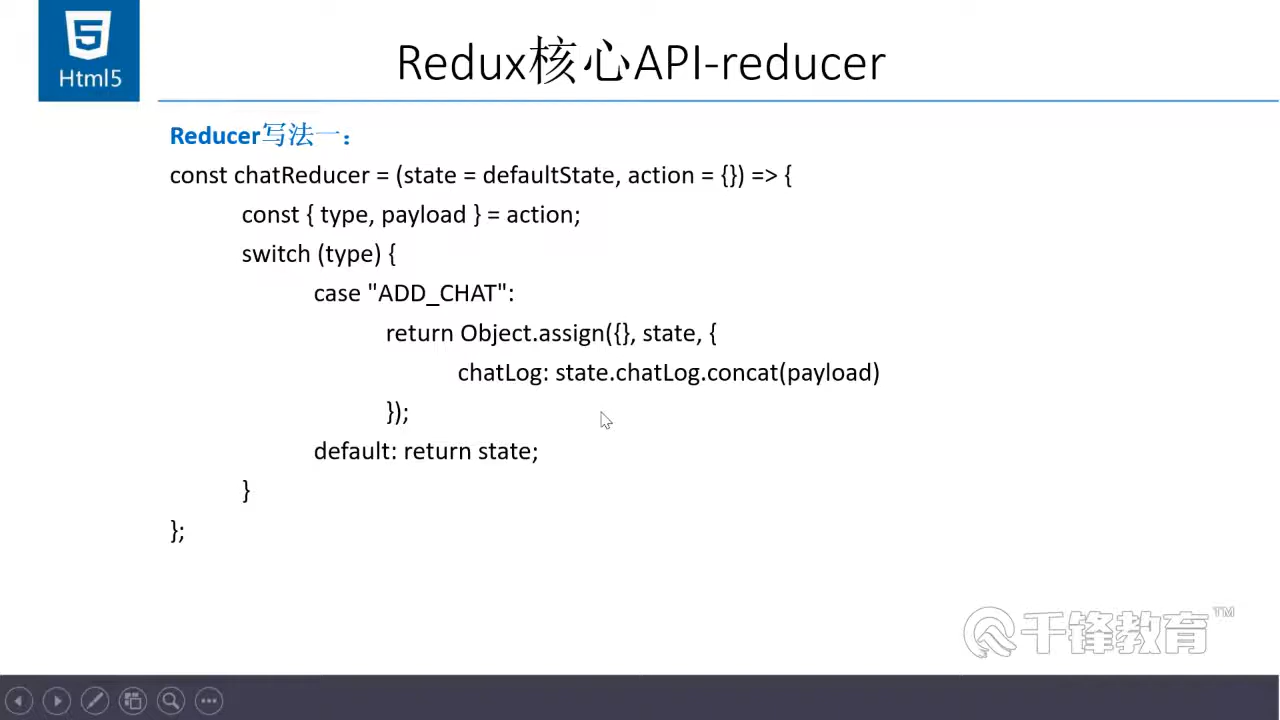 Html5
Redux核心API-reducer
Reducer写法一：
const chatReducer = (state = defaultState, action = {}) => {
const { type, payload } = action;
switch (type) {
case "ADD_CHAT":
return Object.assign({}, state, {
chatLog: state.chatLog.concat(payload)
});
default: return state;
}
};
千锋教育™